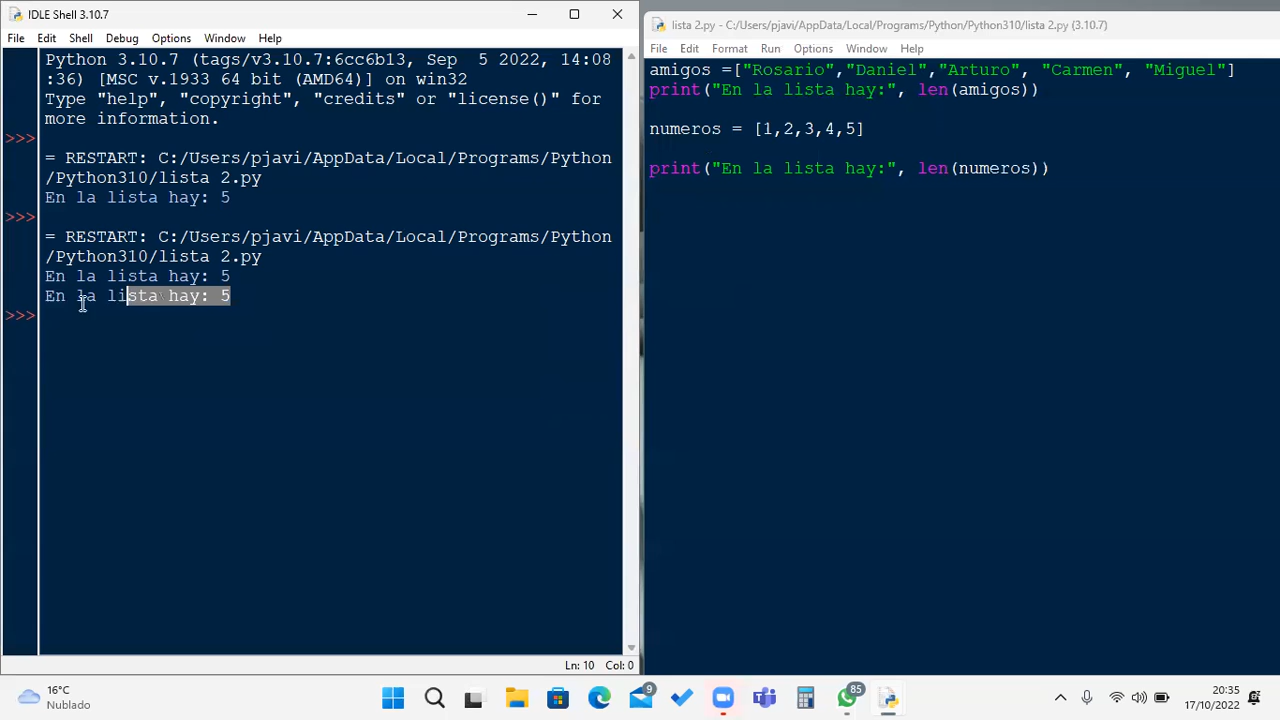 IDLE Shell 3.10.7
File Edit Shell Debug Options Window Help
Python 3.10.7 (tags/v3.10.7:6cc6b13, Sep  5 2022, 14:08
:36) [MSC v.1933 64 bit (AMD64)] on win32
Type "help", "copyright", "credits" or "license()" for
more information.
>>>
= RESTART: C:/Users/pjavi/AppData/Local/Programs/Python
/Python310/lista 2.py
En la lista hay: 5
>>>
= RESTART: C:/Users/pjavi/AppData/Local/Programs/Python
/Python310/lista 2.py
En la lista hay: 5
En la lista hay: 5
>>>
Ln: 10 Col: 0
lista 2.py - C:/Users/pjavi/AppData/Local/Programs/Python/Python310/lista 2.py (3.10.7)
File Edit Format Run Options Window Help
amigos =["Rosario","Daniel","Arturo", "Carmen", "Miguel"]
print("En la lista hay:", len(amigos))
numeros = [1,2,3,4,5]
print("En la lista hay:", len(numeros))
16°C
Nublado
9
85
20:35
17/10/2022